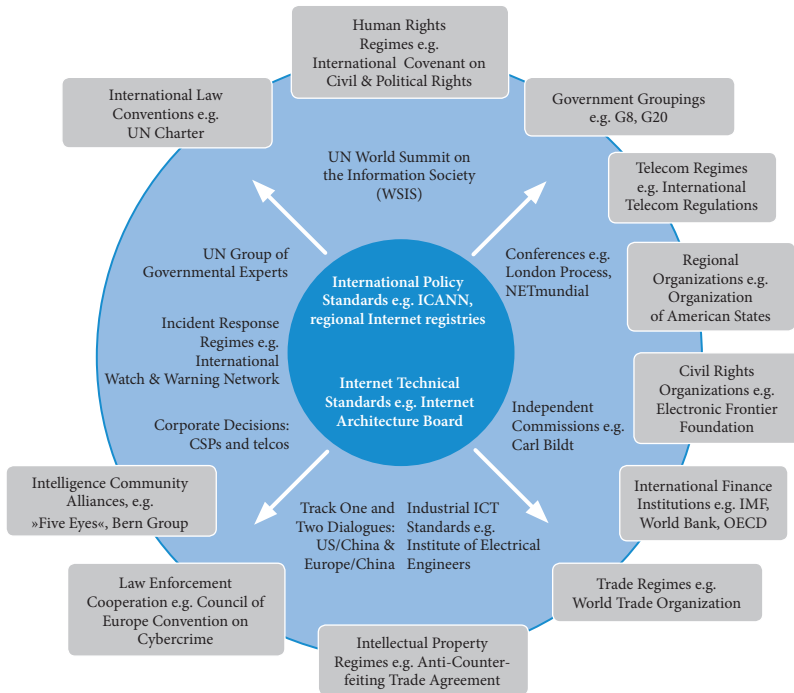 Human Rights
Regimes e.g.
International Covenant on
Civil & Political Rights
International Law
Conventions e.g.
UN Charter
Government Groupings
e.g. G8, G20
Telecom Regimes
e.g. International
Telecom Regulations
Regional
Organizations e.g.
Organization
of American States
Civil Rights
Organizations e.g.
Electronic Frontier
Foundation
International Finance
Institutions e.g. IMF,
World Bank, OECD
Trade Regimes e.g.
World Trade Organization
Intellectual Property
Regimes e.g. Anti-Counter-
feiting Trade Agreement
Law Enforcement
Cooperation e.g. Council of
Europe Convention on
Cybercrime
Intelligence Community
Alliances, e.g.
»Five Eyes«, Bern Group
UN World Summit on
the Information Society
(WSIS)
UN Group of
Governmental Experts
Conferences e.g.
London Process,
NETmundial
Incident Response
Regimes e.g.
International
Watch & Warning Network
Corporate Decisions:
CSPs and telcos
Independent
Commissions e.g.
Carl Bildt
Track One and
Two Dialogues:
US/China &
Europe/China
Industrial ICT
Standards e.g.
Institute of Electrical
Engineers
International Policy
Standards e.g. ICANN,
regional Internet registries
Internet Technical
Standards e.g. Internet
Architecture Board